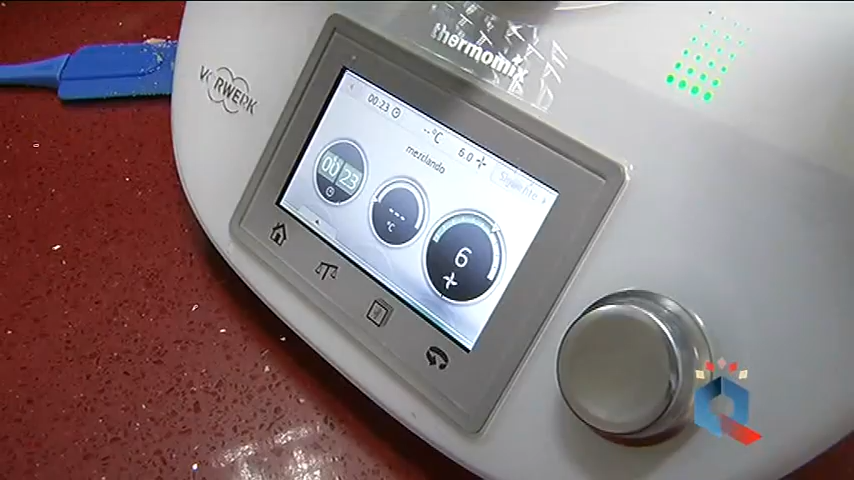 thermomix
VORWERK
00:23 --°C 6.0
mezclando
Siguiente
00 23
--- 
°C
6